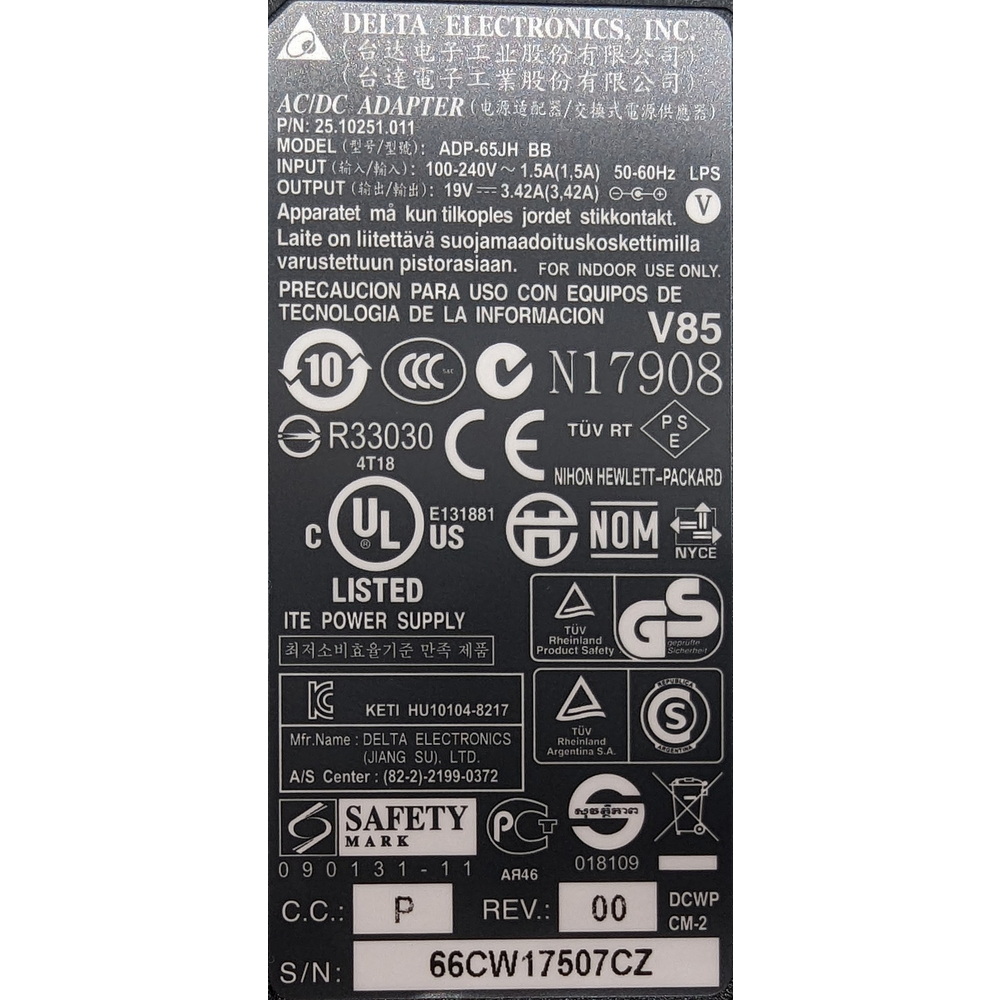 DELTA ELECTRONICS, INC.
(台达电子工业股份有限公司)
(台達電子工業股份有限公司)
AC/DC ADAPTER (电源适配器/交換式電源供應器)
P/N: 25.10251.011
MODEL (型号/型號): ADP-65JH BB
INPUT (输入/輸入): 100-240V ~ 1.5A(1,5A) 50-60Hz LPS
OUTPUT (输出/輸出): 19V ⎓ 3.42A(3,42A)
V
Apparatet må kun tilkoples jordet stikkontakt.
Laite on liitettävä suojamaadoituskoskettimilla
varustettuun pistorasiaan. FOR INDOOR USE ONLY.
PRECAUCION PARA USO CON EQUIPOS DE
TECNOLOGIA DE LA INFORMACION
V85
10 CCC S&E N17908
R33030 CE TÜV RT PSE
4T18
NIHON HEWLETT-PACKARD
C UL® US E131881 NOM NYCE
LISTED
ITE POWER SUPPLY
TÜV
Rheinland
Product Safety
GS
geprüfte
Sicherheit
최저소비효율기준 만족 제품
KETI HU10104-8217
Mfr.Name : DELTA ELECTRONICS
(JIANG SU), LTD.
A/S Center : (82-2)-2199-0372
TÜV
Rheinland
Argentina S.A.
REPUBLICA
S
ARGENTINA
SAFETY
MARK
090131-11
PCT
АЯ46
018109
C.C.: P REV.: 00 DCWP
CM-2
S/N: 66CW17507CZ